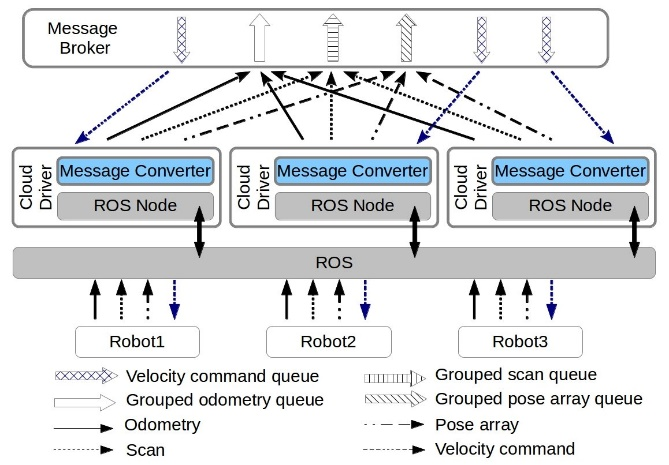 Message
Broker
Cloud
Driver
Message Converter
ROS Node
Cloud
Driver
Message Converter
ROS Node
Cloud
Driver
Message Converter
ROS Node
ROS
Robot1
Robot2
Robot3
Velocity command queue
Grouped odometry queue
Odometry
Scan
Grouped scan queue
Grouped pose array queue
Pose array
Velocity command